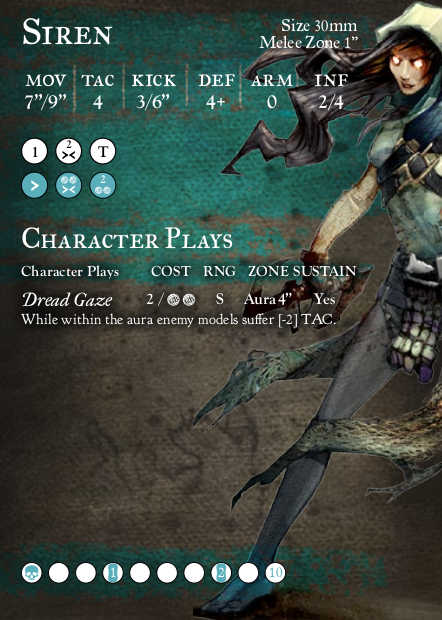 Siren
Size 30mm
Melee Zone 1”
MOV TAC KICK DEF ARM INF
7”/9” 4 3/6” 4+ 0 2/4
1 2 T
> 2
Character Plays
Character Plays COST RNG ZONE SUSTAIN
Dread Gaze 2 / S Aura 4” Yes
While within the aura enemy models suffer [-2] TAC.
1 2 10